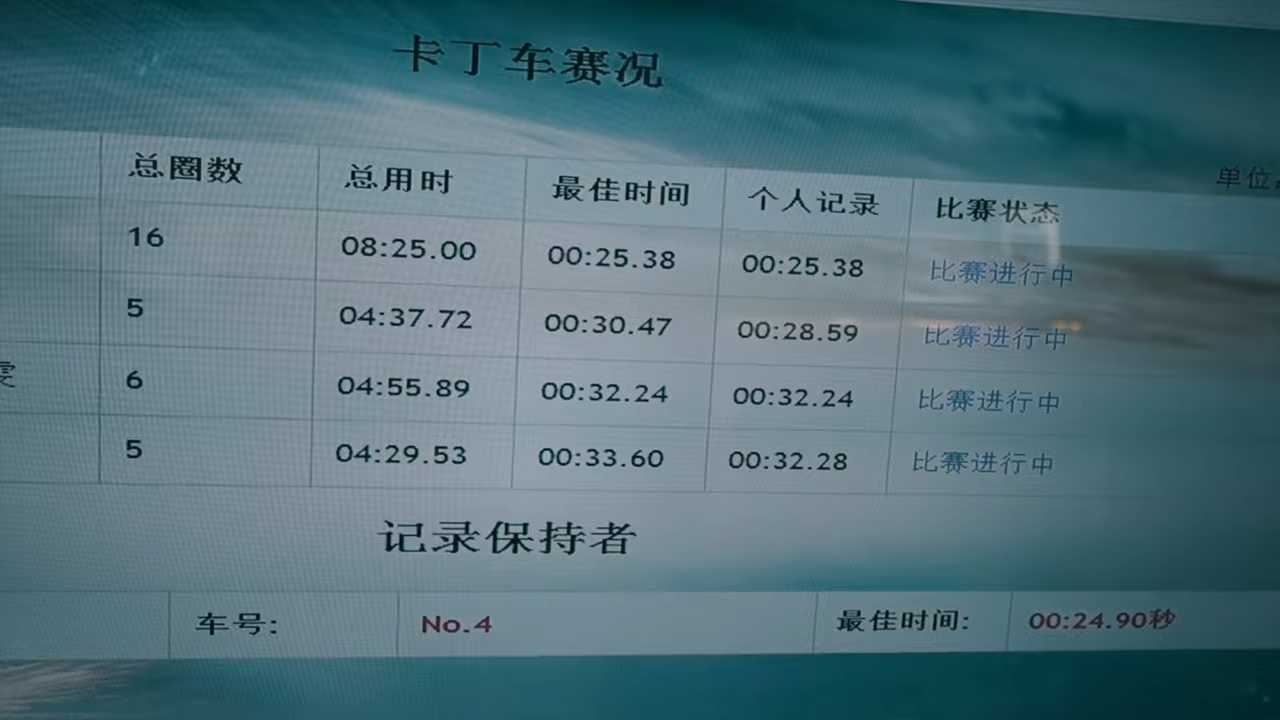 卡丁车赛况
单位
总圈数 总用时 最佳时间 个人记录 比赛状态
16 08:25.00 00:25.38 00:25.38 比赛进行中
5 04:37.72 00:30.47 00:28.59 比赛进行中
6 04:55.89 00:32.24 00:32.24 比赛进行中
5 04:29.53 00:33.60 00:32.28 比赛进行中
记录保持者
车号: No.4 最佳时间: 00:24.90秒